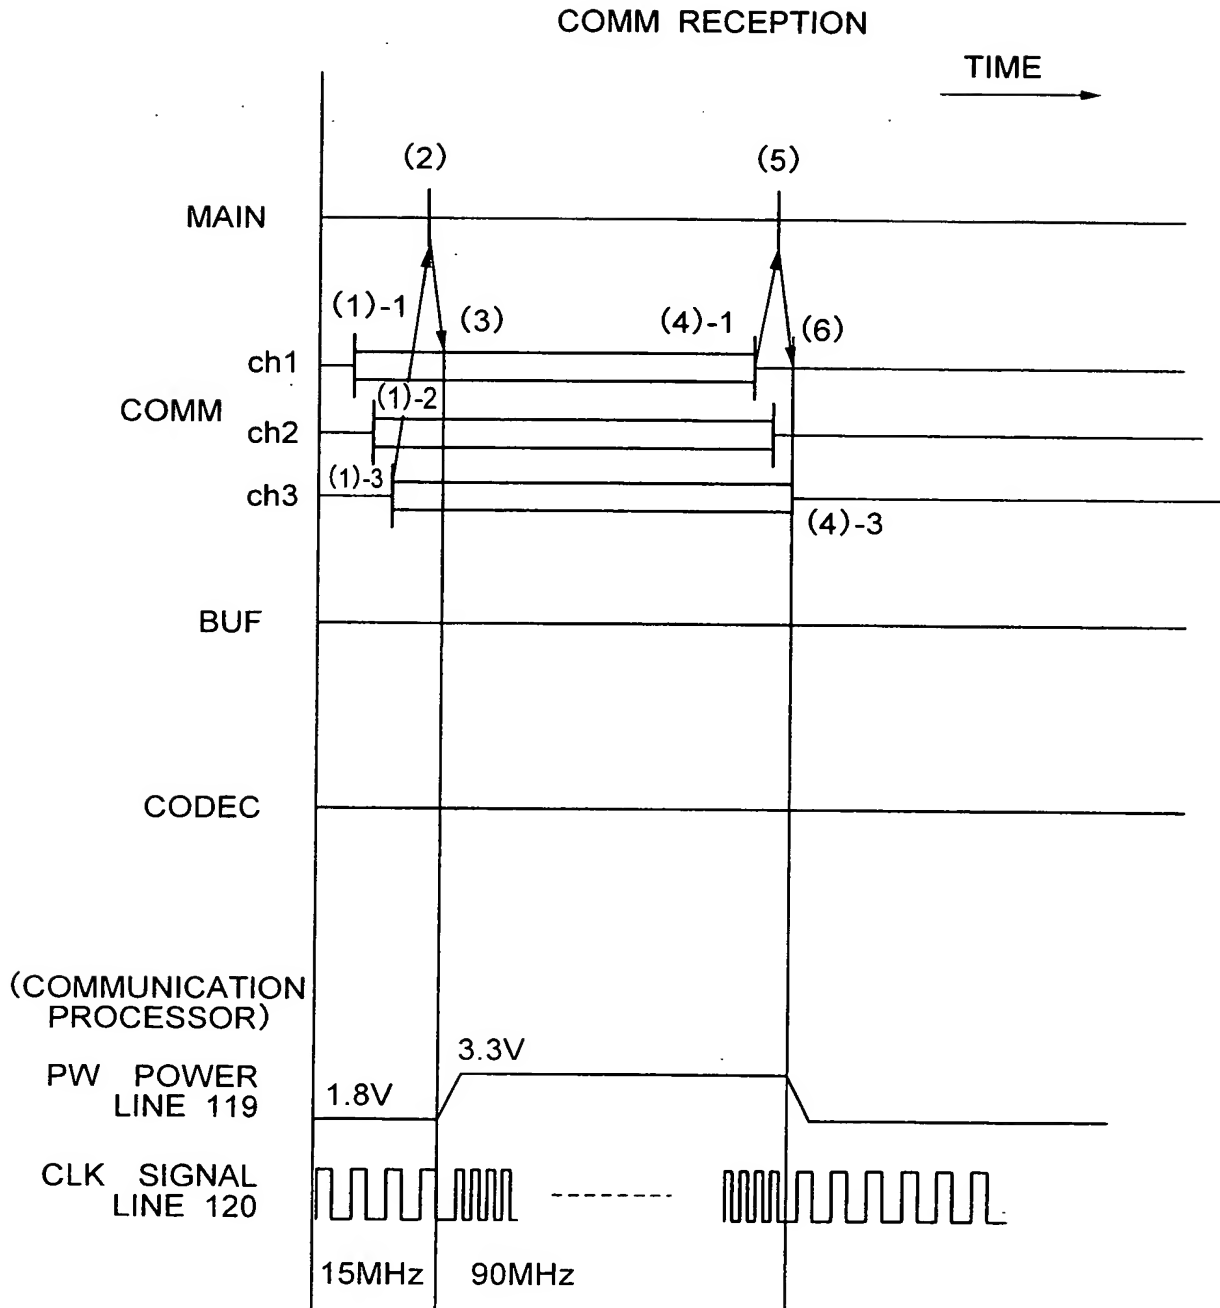 COMM RECEPTION
TIME
(2)
(5)
MAIN
(1)-1
(3)
(4)-1
(6)
ch1
(1)-2
COMM
ch2
(1)-3
ch3
(4)-3
BUF
CODEC
(COMMUNICATION
PROCESSOR)
3.3V
PW POWER
LINE 119
1.8V
CLK SIGNAL
LINE 120
15MHz
90MHz